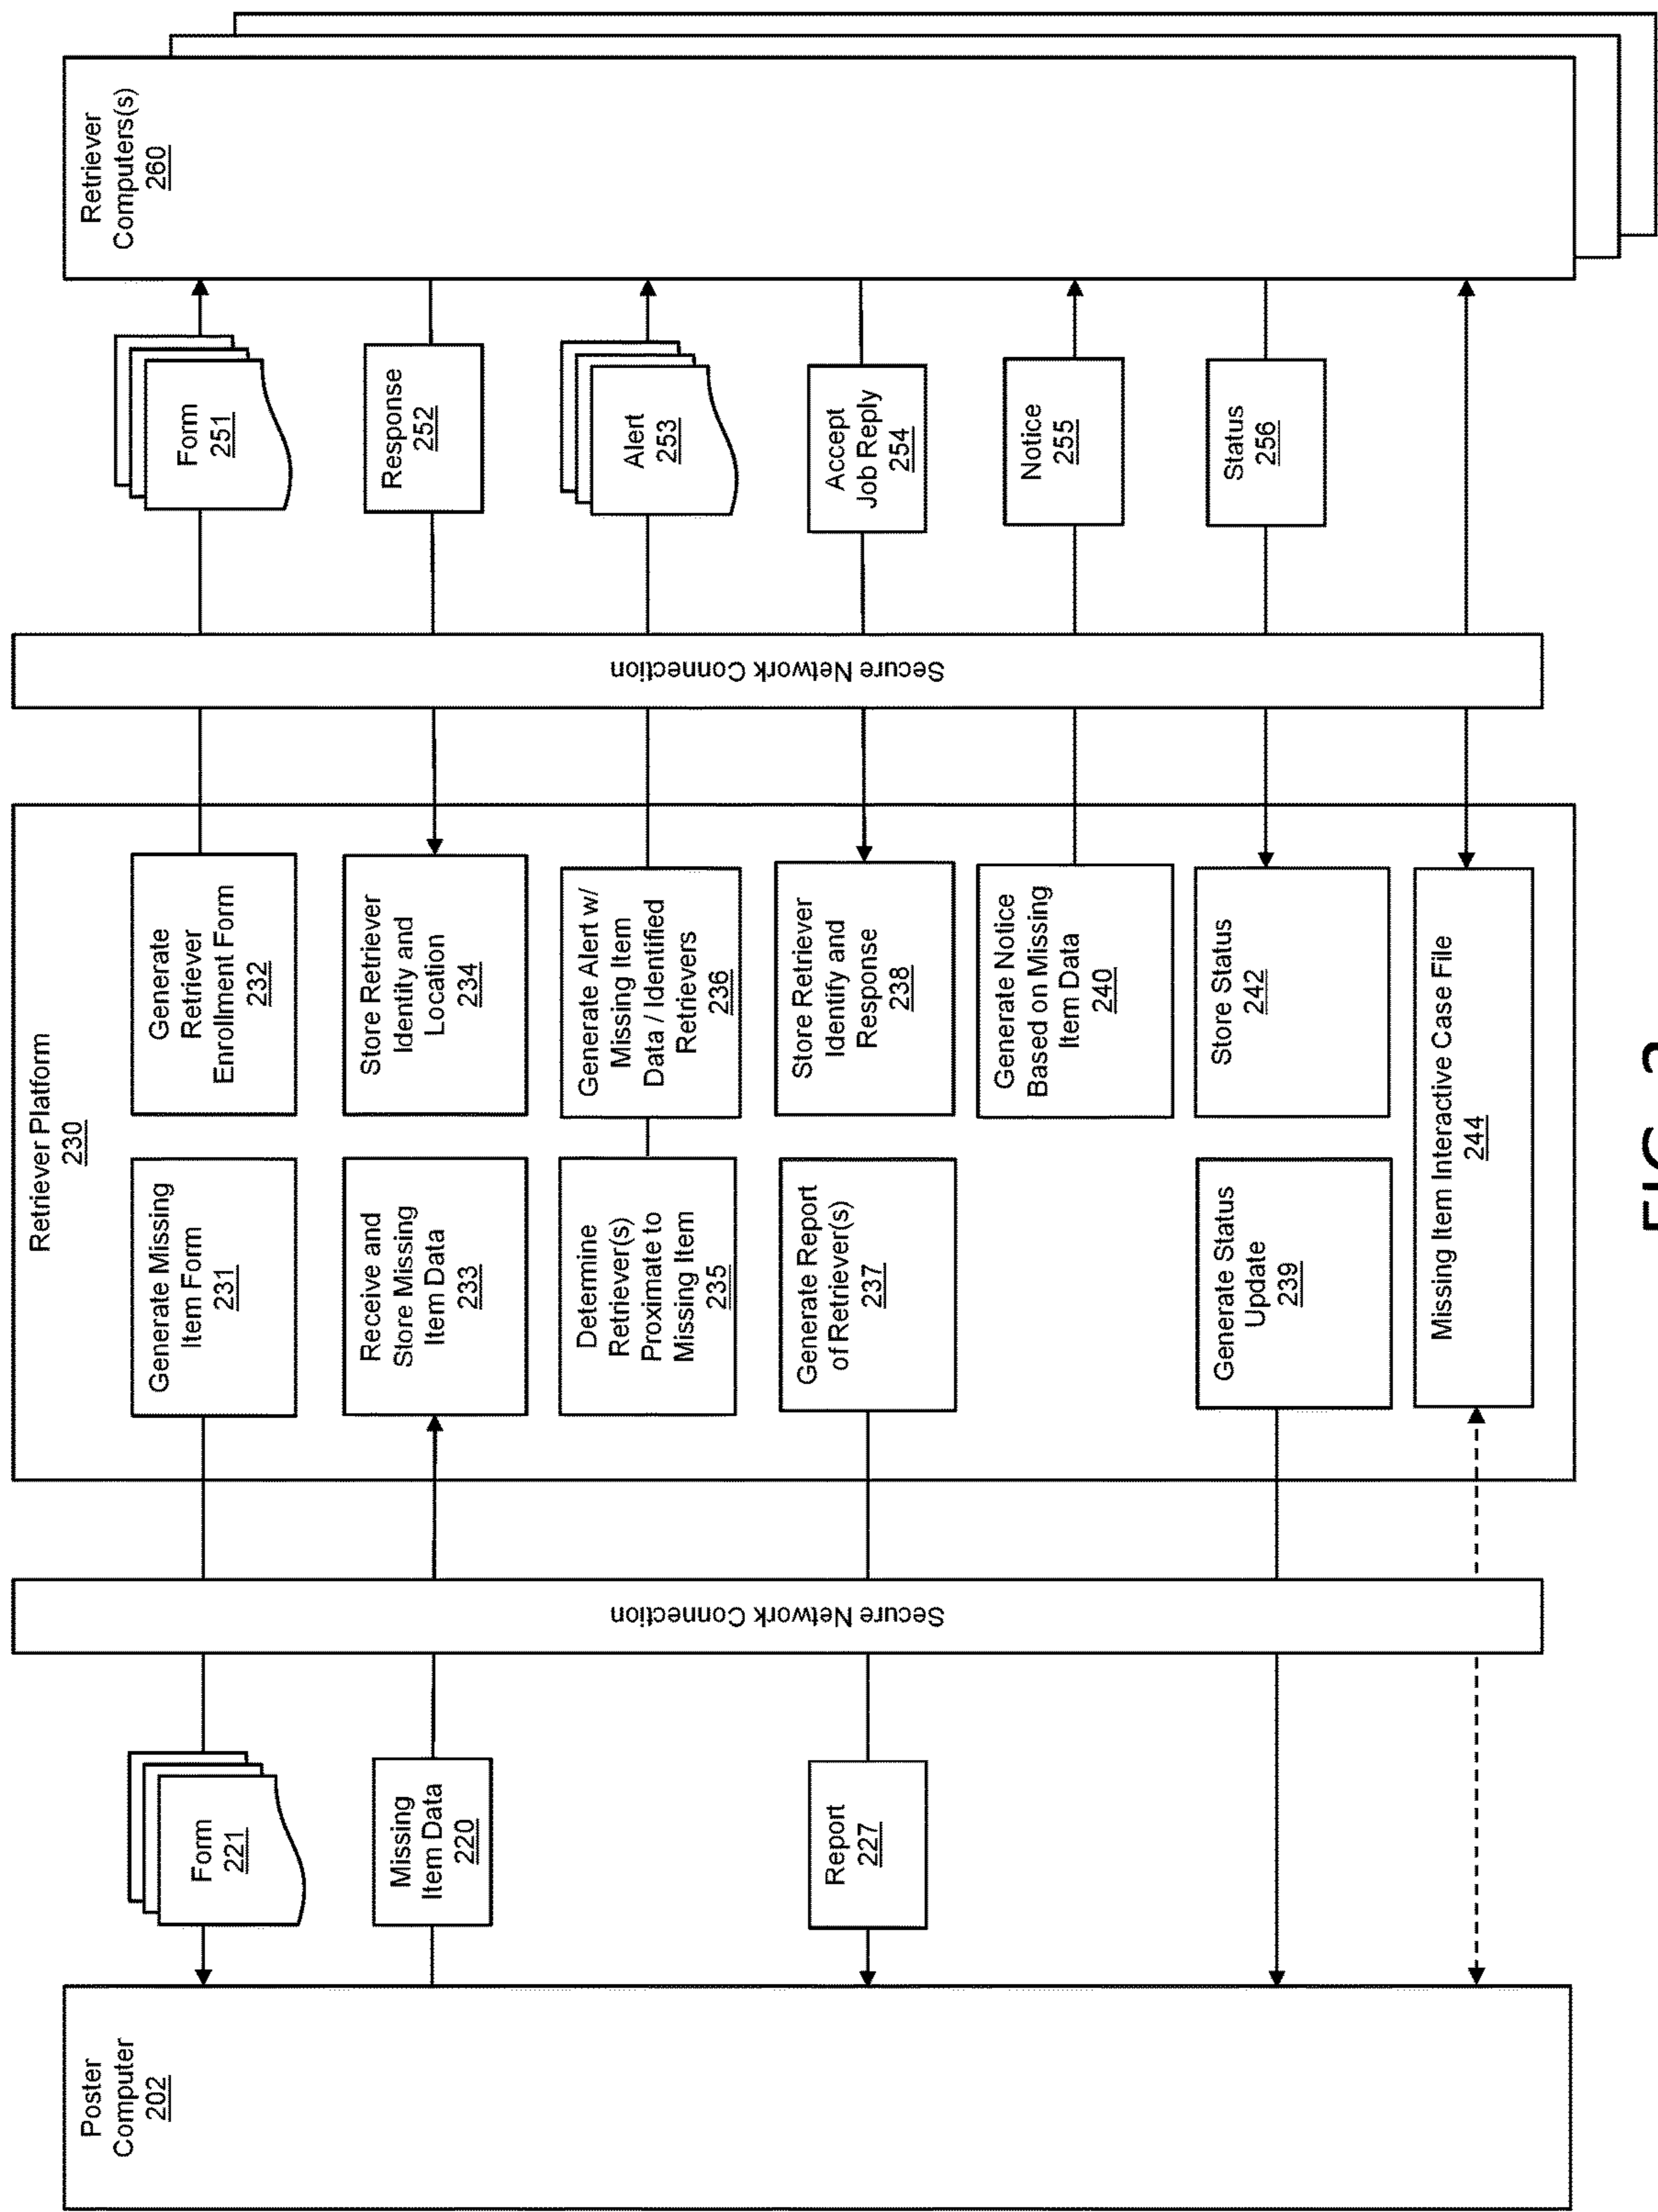 Poster
Computer
202
Form
221
Missing
Item Data
220
Report
227
Secure Network Connection
Retriever Platform
230
Generate Missing
Item Form
231
Generate
Retriever
Enrollment Form
232
Receive and
Store Missing
Item Data
233
Store Retriever
Identity and
Location
234
Determine
Retriever(s)
Proximate to
Missing Item
235
Generate Alert w/
Missing Item
Data / Identified
Retrievers
236
Generate Report
of Retriever(s)
237
Store Retriever
Identify and
Response
238
Generate Notice
Based on Missing
Item Data
240
Generate Status
Update
239
Store Status
242
Missing Item Interactive Case File
244
Secure Network Connection
Form
251
Response
252
Alert
253
Accept
Job Reply
254
Notice
255
Status
256
Retriever
Computers(s)
260
FIG.